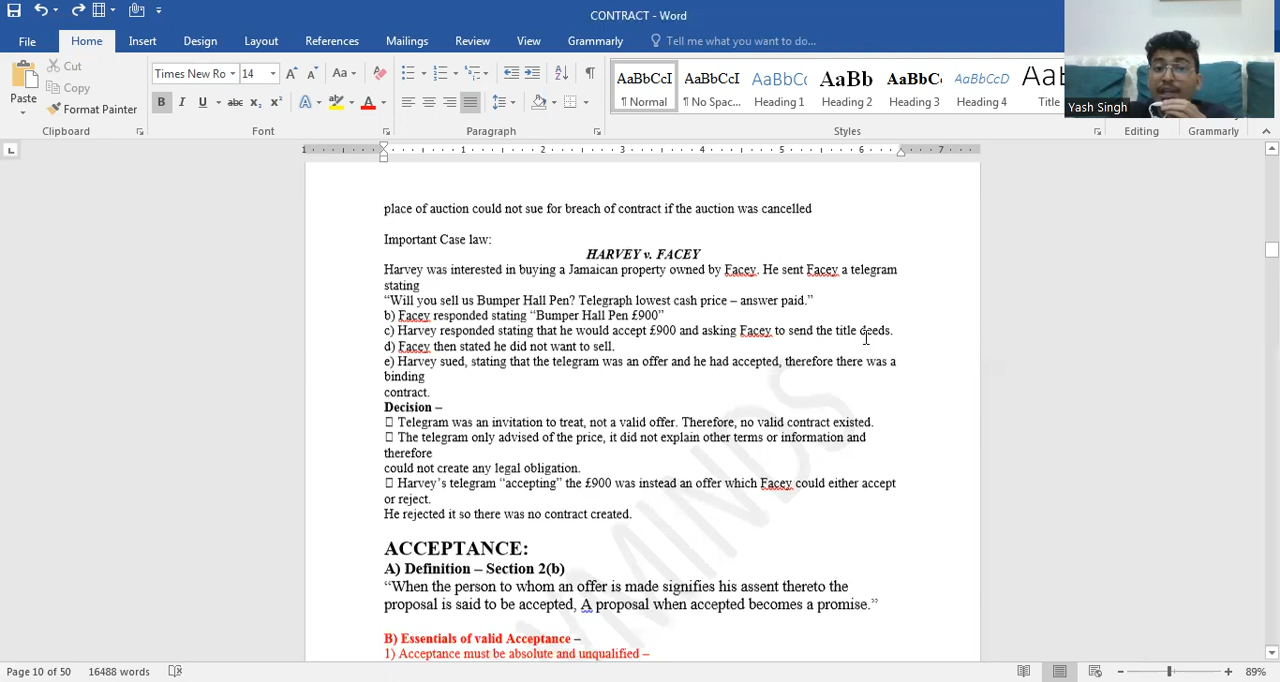 CONTRACT - Word
File Home Insert Design Layout References Mailings Review View Grammarly Tell me what you want to do...
Yash Singh
Paste
Cut
Copy
Format Painter
Times New Ro 14
AaBbCcI AaBbCcI AaBbC AaBb AaBbC AaBbCcD
¶ Normal ¶ No Spac... Heading 1 Heading 2 Heading 3 Heading 4 Title
Clipboard Font Paragraph Styles Editing Grammarly
1 1 2 3 4 5 6 7
place of auction could not sue for breach of contract if the auction was cancelled
Important Case law:
HARVEY v. FACEY
Harvey was interested in buying a Jamaican property owned by Facey. He sent Facey a telegram
stating
“Will you sell us Bumper Hall Pen? Telegraph lowest cash price – answer paid.”
b) Facey responded stating “Bumper Hall Pen £900”
c) Harvey responded stating that he would accept £900 and asking Facey to send the title deeds.
d) Facey then stated he did not want to sell.
e) Harvey sued, stating that the telegram was an offer and he had accepted, therefore there was a
binding
contract.
Decision –
Telegram was an invitation to treat, not a valid offer. Therefore, no valid contract existed.
The telegram only advised of the price, it did not explain other terms or information and
therefore
could not create any legal obligation.
Harvey’s telegram “accepting” the £900 was instead an offer which Facey could either accept
or reject.
He rejected it so there was no contract created.
ACCEPTANCE:
A) Definition – Section 2(b)
“When the person to whom an offer is made signifies his assent thereto the
proposal is said to be accepted, A proposal when accepted becomes a promise.”
B) Essentials of valid Acceptance –
1) Acceptance must be absolute and unqualified –
Page 10 of 50 16488 words 89%